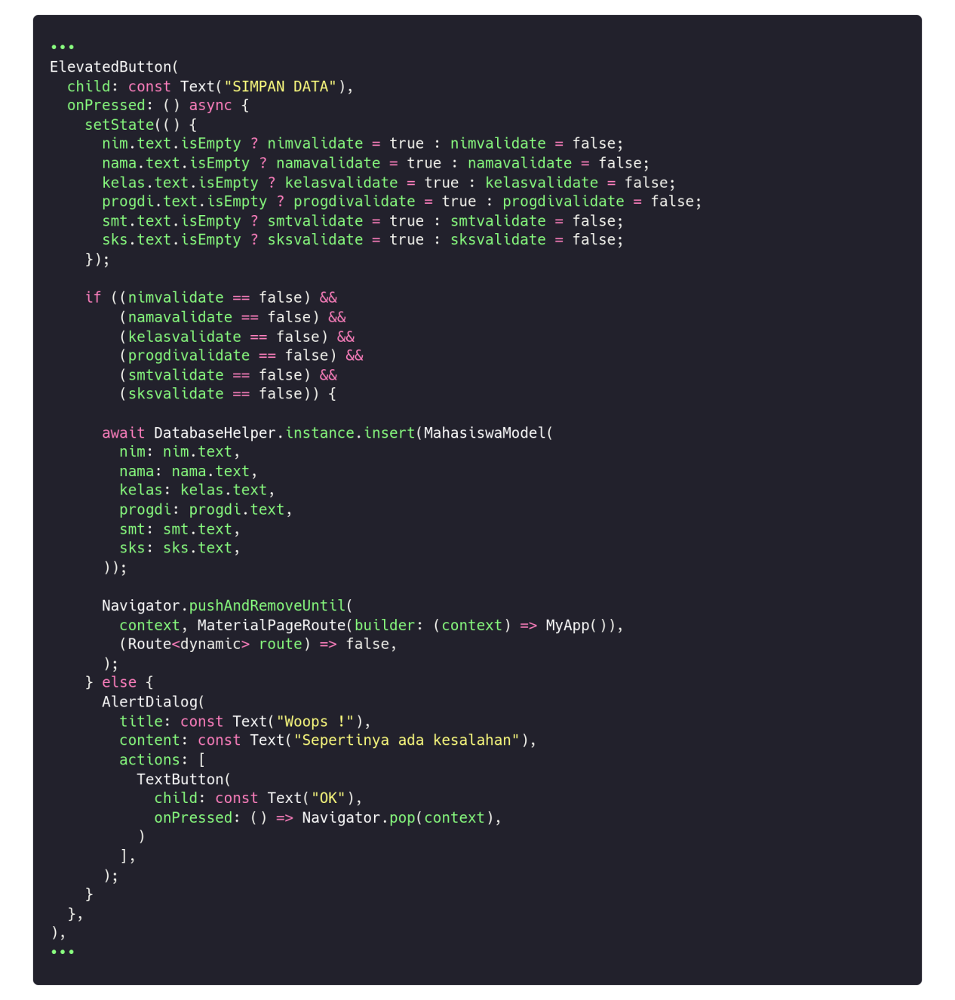 •••
ElevatedButton(
  child: const Text("SIMPAN DATA"),
  onPressed: () async {
    setState(() {
      nim.text.isEmpty ? nimvalidate = true : nimvalidate = false;
      nama.text.isEmpty ? namavalidate = true : namavalidate = false;
      kelas.text.isEmpty ? kelasvalidate = true : kelasvalidate = false;
      progdi.text.isEmpty ? progdivalidate = true : progdivalidate = false;
      smt.text.isEmpty ? smtvalidate = true : smtvalidate = false;
      sks.text.isEmpty ? sksvalidate = true : sksvalidate = false;
    });

    if ((nimvalidate == false) &&
        (namavalidate == false) &&
        (kelasvalidate == false) &&
        (progdivalidate == false) &&
        (smtvalidate == false) &&
        (sksvalidate == false)) {

      await DatabaseHelper.instance.insert(MahasiswaModel(
        nim: nim.text,
        nama: nama.text,
        kelas: kelas.text,
        progdi: progdi.text,
        smt: smt.text,
        sks: sks.text,
      ));

      Navigator.pushAndRemoveUntil(
        context, MaterialPageRoute(builder: (context) => MyApp()),
        (Route<dynamic> route) => false,
      );
    } else {
      AlertDialog(
        title: const Text("Woops !"),
        content: const Text("Sepertinya ada kesalahan"),
        actions: [
          TextButton(
            child: const Text("OK"),
            onPressed: () => Navigator.pop(context),
          )
        ],
      );
    }
  },
),
•••